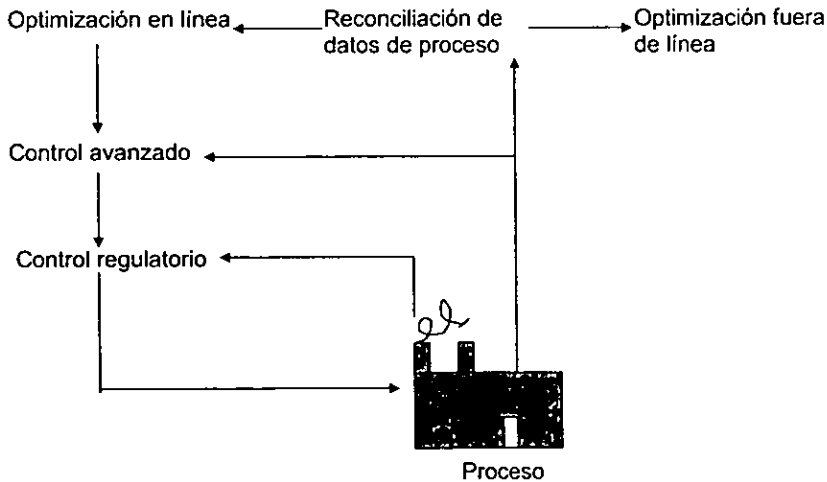 Optimización en línea
Reconciliación de
datos de proceso
Optimización fuera
de línea
Control avanzado
Control regulatorio
Proceso